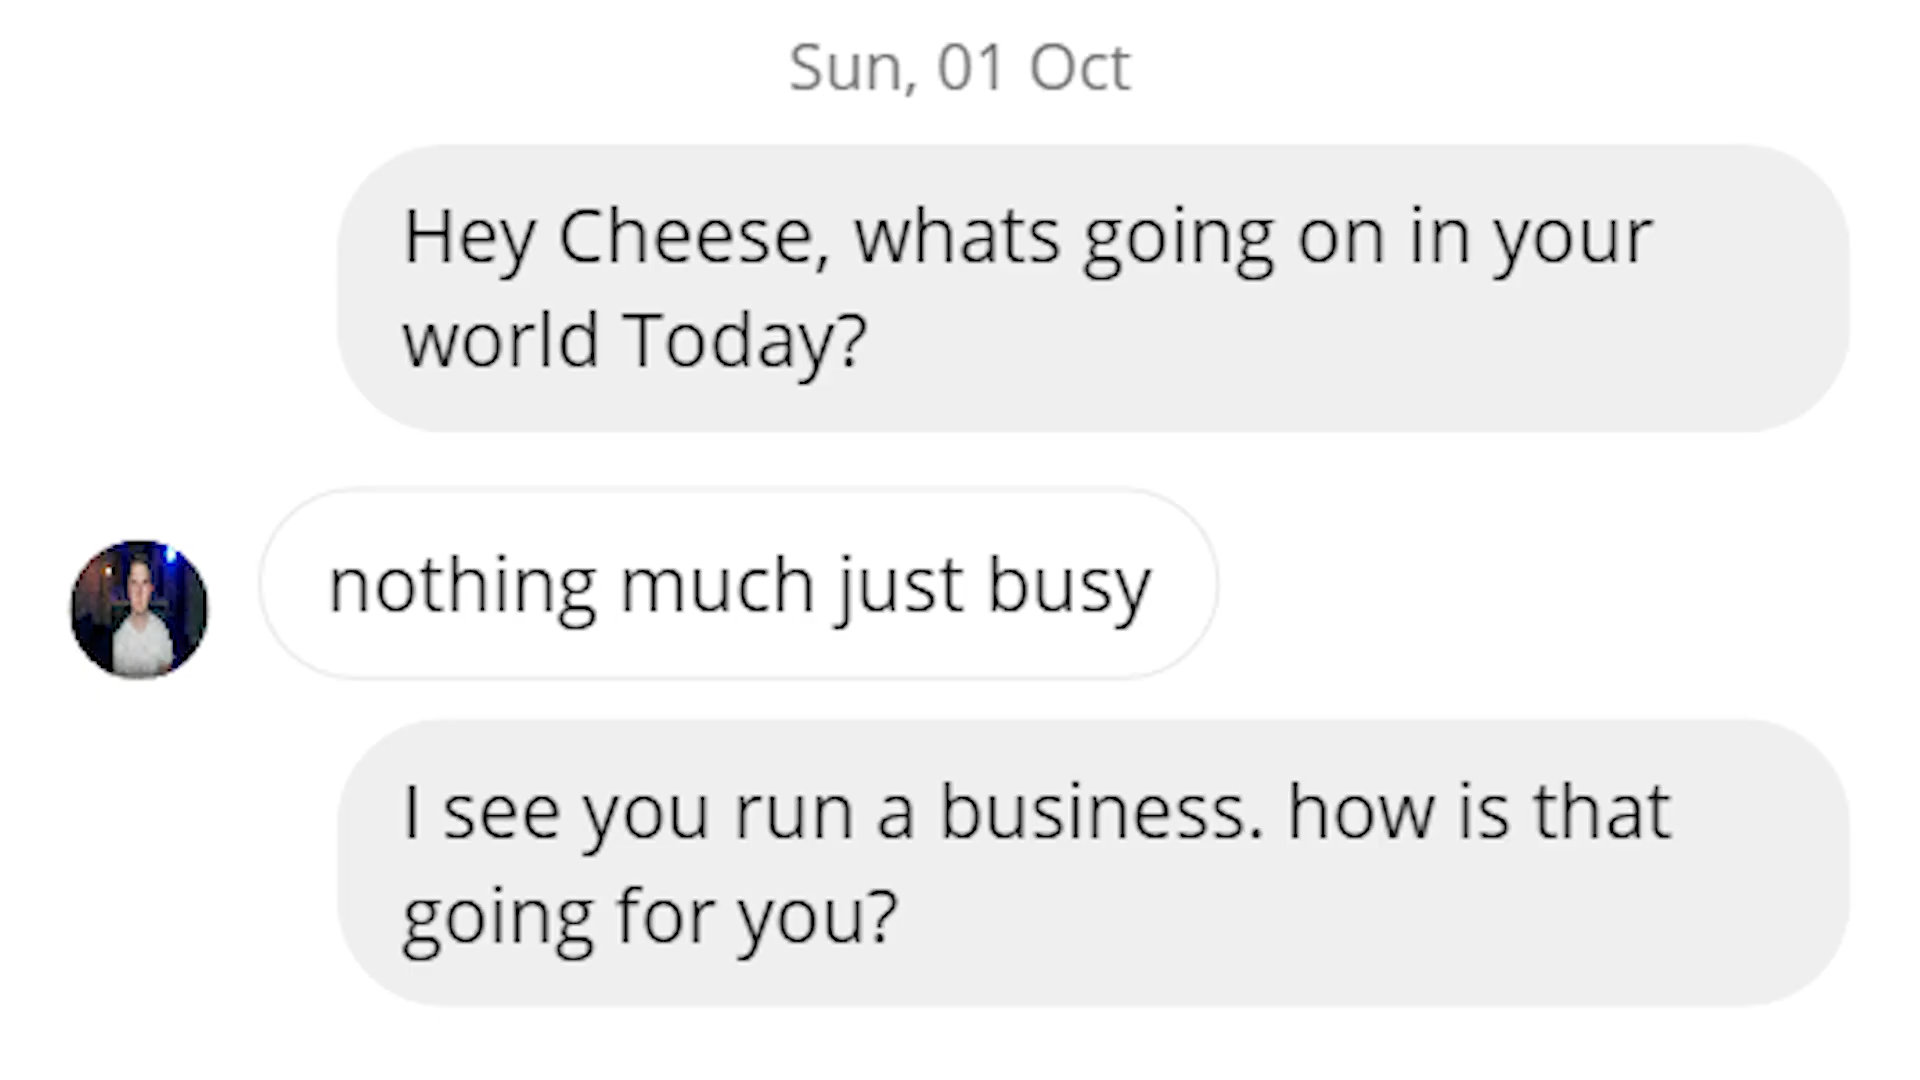 Sun, 01 Oct
Hey Cheese, whats going on in your
world Today?
nothing much just busy
I see you run a business. how is that
going for you?